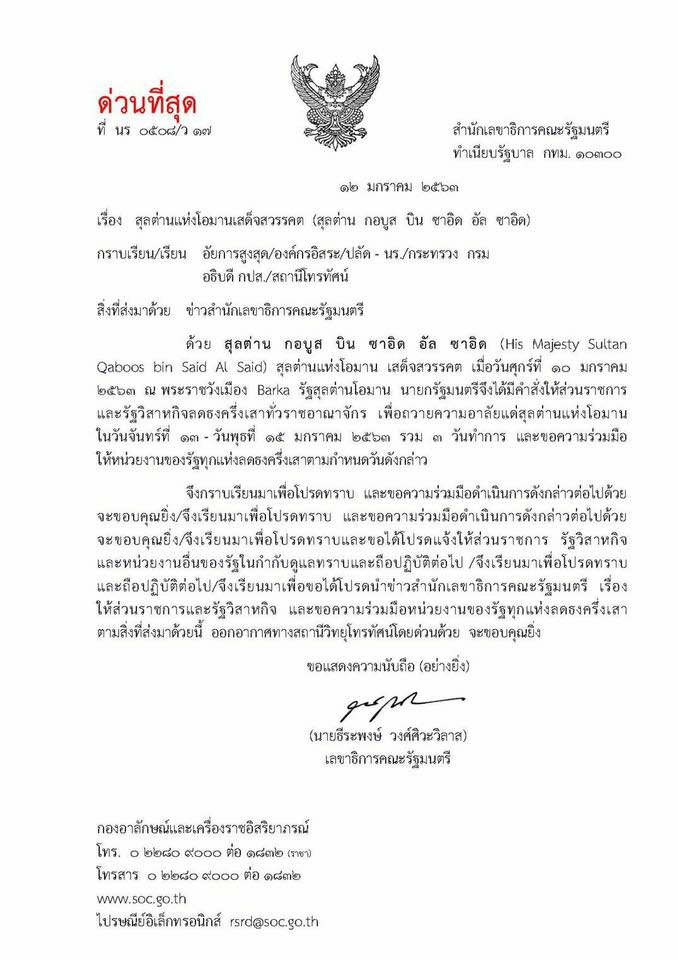 ด่วนที่สุด
ที่ นร ๐๕๐๘/ว ๑๗
สำนักเลขาธิการคณะรัฐมนตรี
ทำเนียบรัฐบาล กทม. ๑๐๓๐๐
๑๒ มกราคม ๒๕๖๓
เรื่อง สุลต่านแห่งโอมานเสด็จสวรรคต (สุลต่าน กอบูส บิน ซาอิด อัล ซาอิด)
กราบเรียน/เรียน อัยการสูงสุด/องค์กรอิสระ/ปลัด - นร./กระทรวง กรม
อธิบดี กปส./สถานีโทรทัศน์
สิ่งที่ส่งมาด้วย ข่าวสำนักเลขาธิการคณะรัฐมนตรี
ด้วย สุลต่าน กอบูส บิน ซาอิด อัล ซาอิด (His Majesty Sultan
Qaboos bin Said Al Said) สุลต่านแห่งโอมาน เสด็จสวรรคต เมื่อวันศุกร์ที่ ๑๐ มกราคม
๒๕๖๓ ณ พระราชวังเมือง Barka รัฐสุลต่านโอมาน นายกรัฐมนตรีจึงได้มีคำสั่งให้ส่วนราชการ
และรัฐวิสาหกิจลดธงครึ่งเสาทั่วราชอาณาจักร เพื่อถวายความอาลัยแด่สุลต่านแห่งโอมาน
ในวันจันทร์ที่ ๑๓ - วันพุธที่ ๑๕ มกราคม ๒๕๖๓ รวม ๓ วันทำการ และขอความร่วมมือ
ให้หน่วยงานของรัฐทุกแห่งลดธงครึ่งเสาตามกำหนดวันดังกล่าว
จึงกราบเรียนมาเพื่อโปรดทราบ และขอความร่วมมือดำเนินการดังกล่าวต่อไปด้วย
จะขอบคุณยิ่ง/จึงเรียนมาเพื่อโปรดทราบ และขอความร่วมมือดำเนินการดังกล่าวต่อไปด้วย
จะขอบคุณยิ่ง/จึงเรียนมาเพื่อโปรดทราบและขอได้โปรดแจ้งให้ส่วนราชการ รัฐวิสาหกิจ
และหน่วยงานอื่นของรัฐในกำกับดูแลทราบและถือปฏิบัติต่อไป /จึงเรียนมาเพื่อโปรดทราบ
และถือปฏิบัติต่อไป/จึงเรียนมาเพื่อขอได้โปรดนำข่าวสำนักเลขาธิการคณะรัฐมนตรี เรื่อง
ให้ส่วนราชการและรัฐวิสาหกิจ และขอความร่วมมือหน่วยงานของรัฐทุกแห่งลดธงครึ่งเสา
ตามสิ่งที่ส่งมาด้วยนี้ ออกอากาศทางสถานีวิทยุโทรทัศน์โดยด่วนด้วย จะขอบคุณยิ่ง
ขอแสดงความนับถือ (อย่างยิ่ง)
(นายธีระพงษ์ วงศ์ศิวะวิลาส)
เลขาธิการคณะรัฐมนตรี
กองอาลักษณ์และเครื่องราชอิสริยาภรณ์
โทร. ๐ ๒๒๘๐ ๙๐๐๐ ต่อ ๑๘๓๒ (ราชา)
โทรสาร ๐ ๒๒๘๐ ๙๐๐๐ ต่อ ๑๘๓๒
www.soc.go.th
ไปรษณีย์อิเล็กทรอนิกส์ rsrd@soc.go.th